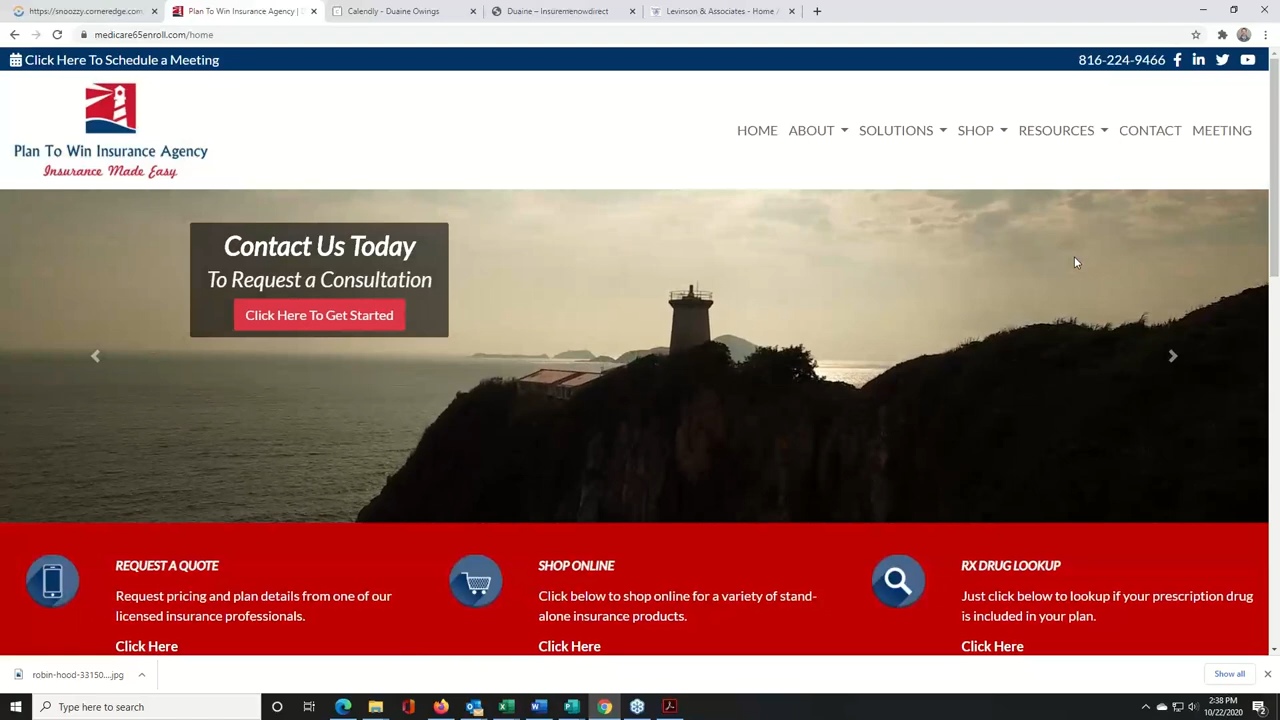 https://snoozzy.corneredge.com
Plan To Win Insurance Agency | D
Calendly - Duaine Owings
Duaine – Insuremenowdirect
Levinson & Associates - Home /
medicare65enroll.com/home
Click Here To Schedule a Meeting
816-224-9466
Plan To Win Insurance Agency
Insurance Made Easy
HOME ABOUT SOLUTIONS SHOP RESOURCES CONTACT MEETING
Contact Us Today
To Request a Consultation
Click Here To Get Started
REQUEST A QUOTE
Request pricing and plan details from one of our
licensed insurance professionals.
Click Here
SHOP ONLINE
Click below to shop online for a variety of stand-
alone insurance products.
Click Here
RX DRUG LOOKUP
Just click below to lookup if your prescription drug
is included in your plan.
Click Here
robin-hood-33150....jpg
Show all
Type here to search
2:38 PM
10/22/2020
2